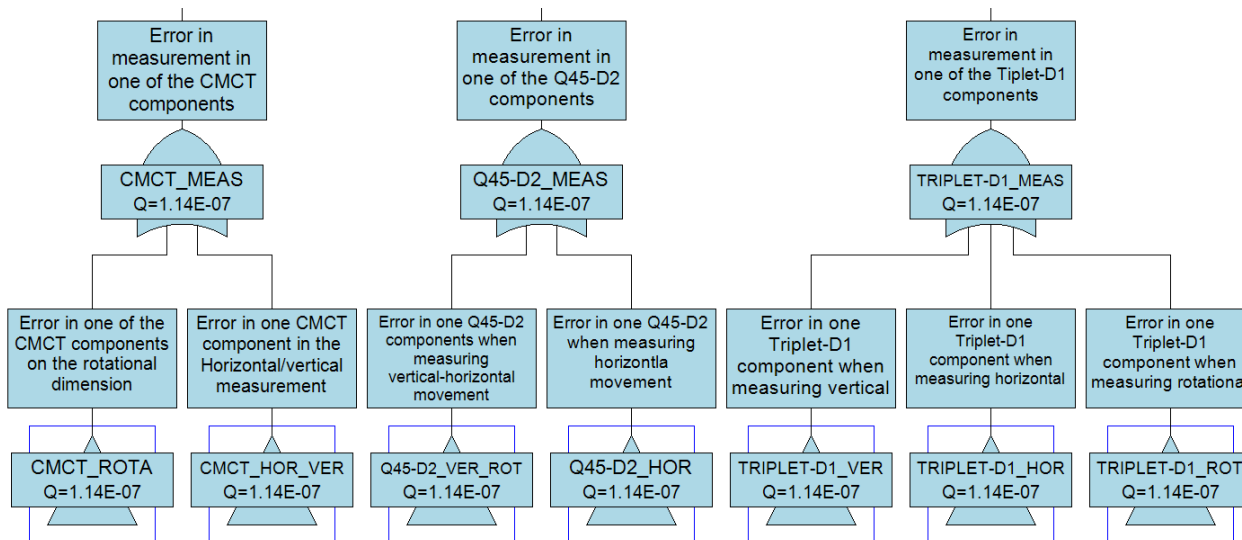 Error in
measurement in
one of the CMCT
components
Error in
measurement in
one of the Q45-D2
components
Error in
measurement in
one of the Tiplet-D1
components
CMCT_MEAS
Q=1.14E-07
Q45-D2_MEAS
Q=1.14E-07
TRIPLET-D1_MEAS
Q=1.14E-07
Error in one of the
CMCT components
on the rotational
dimension
Error in one CMCT
component in the
Horizontal/vertical
measurement
Error in one Q45-D2
components when
measuring
vertical-horizontal
movement
Error in one Q45-D2
when measuring
horizontla
movement
Error in one
Triplet-D1
component when
measuring vertical
Error in one
Triplet-D1
component when
measuring horizontal
Error in one
Triplet-D1
component when
measuring rotationa
CMCT_ROTA
Q=1.14E-07
CMCT_HOR_VER
Q=1.14E-07
Q45-D2_VER_ROT
Q=1.14E-07
Q45-D2_HOR
Q=1.14E-07
TRIPLET-D1_VER
Q=1.14E-07
TRIPLET-D1_HOR
Q=1.14E-07
TRIPLET-D1_ROT
Q=1.14E-07